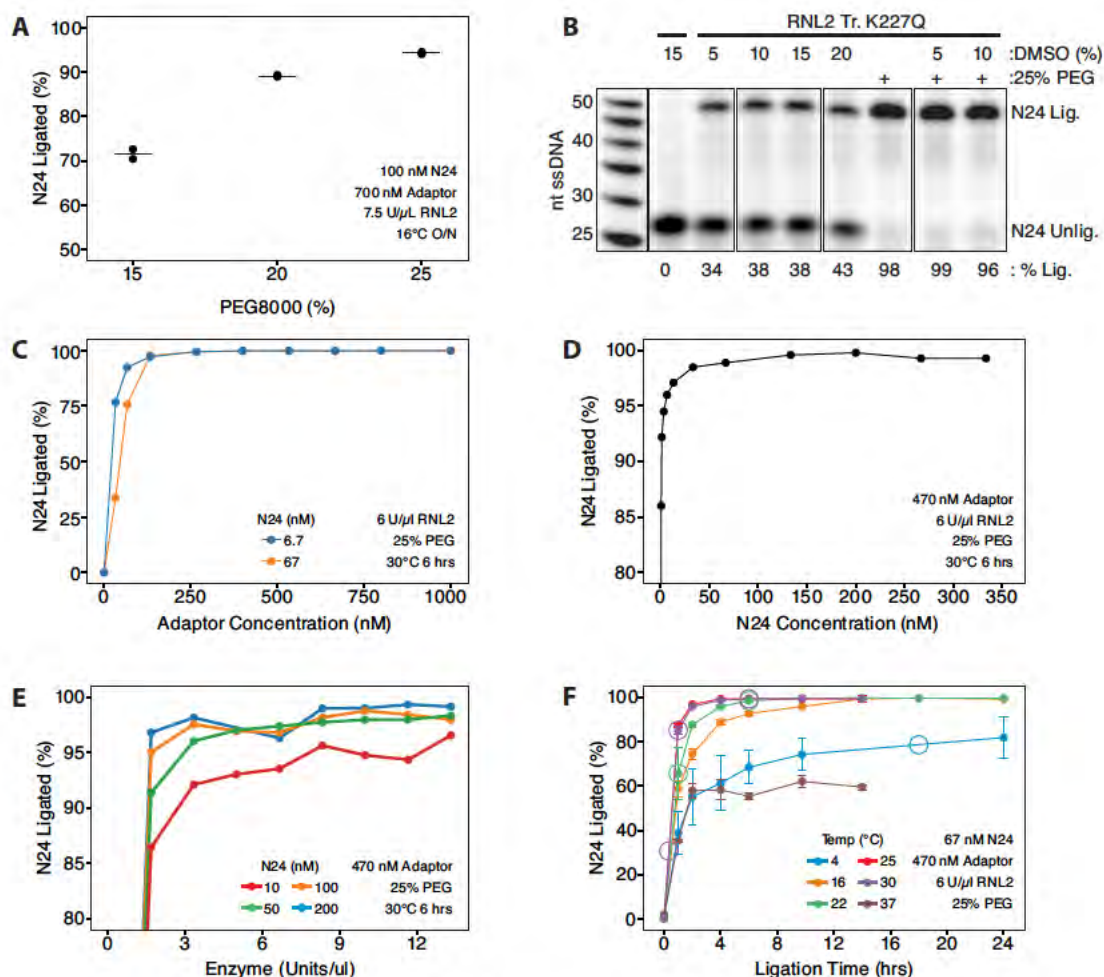 A
100
90
80
70
60
50
N24 Ligated (%)
100 nM N24
700 nM Adaptor
7.5 U/µL RNL2
16°C O/N
15 20 25
PEG8000 (%)
B
RNL2 Tr. K227Q
15 5 10 15 20 5 10 :DMSO (%)
+ + + :25% PEG
50
40
30
25
nt ssDNA
N24 Lig.
N24 Unlig.
0 34 38 38 43 98 99 96 : % Lig.
C
100
75
50
25
0
N24 Ligated (%)
N24 (nM)
6.7
67
6 U/µl RNL2
25% PEG
30°C 6 hrs
0 250 500 750 1000
Adaptor Concentration (nM)
D
100
95
90
85
80
N24 Ligated (%)
470 nM Adaptor
6 U/µl RNL2
25% PEG
30°C 6 hrs
0 50 100 150 200 250 300 350
N24 Concentration (nM)
E
100
95
90
85
80
N24 Ligated (%)
N24 (nM)
10 100
50 200
470 nM Adaptor
25% PEG
30°C 6 hrs
0 3 6 9 12
Enzyme (Units/ul)
F
100
80
60
40
20
0
N24 Ligated (%)
Temp (°C)
4 25
16 30
22 37
67 nM N24
470 nM Adaptor
6 U/µl RNL2
25% PEG
0 4 8 12 16 20 24
Ligation Time (hrs)